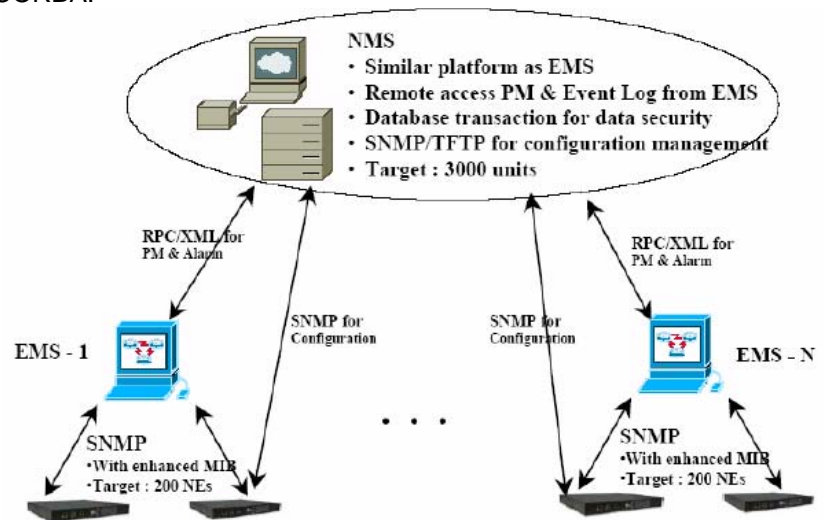 CORBA.
NMS
· Similar platform as EMS
· Remote access PM & Event Log from EMS
· Database transaction for data security
· SNMP/TFTP for configuration management
· Target : 3000 units
RPC/XML for
PM & Alarm
RPC/XML for
PM & Alarm
SNMP for
Configuration
SNMP for
Configuration
EMS - 1
EMS - N
. . .
SNMP
·With enhanced MIB
·Target : 200 NEs
SNMP
·With enhanced MIB
·Target : 200 NEs